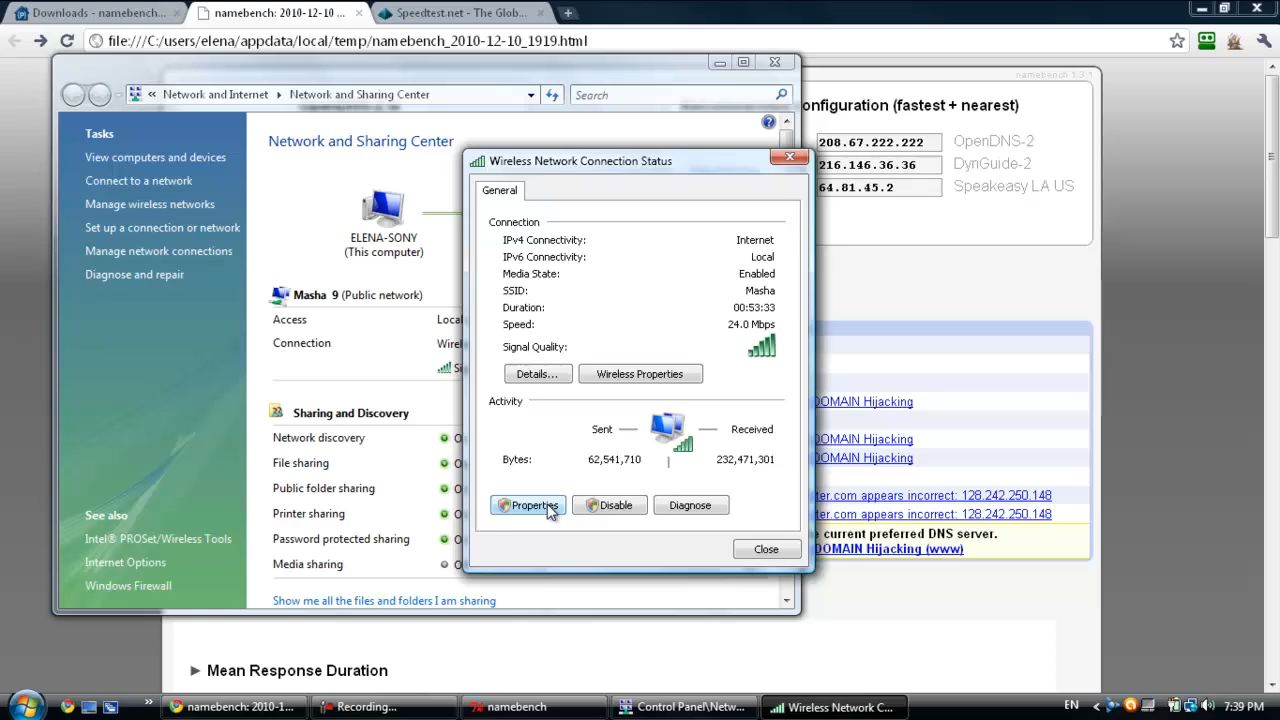 Downloads - namebench - ...
namebench: 2010-12-10 ...
Speedtest.net - The Glob...
file:///C:/users/elena/appdata/local/temp/namebench_2010-12-10_1919.html
namebench 1.3.1
Network and Internet
Network and Sharing Center
Search
onfiguration (fastest + nearest)
208.67.222.222 OpenDNS-2
216.146.36.36 DynGuide-2
64.81.45.2 Speakeasy LA US
Tasks
View computers and devices
Connect to a network
Manage wireless networks
Set up a connection or network
Manage network connections
Diagnose and repair
See also
Intel® PROSet/Wireless Tools
Internet Options
Windows Firewall
Network and Sharing Center
ELENA-SONY
(This computer)
Masha 9 (Public network)
Access Local
Connection Wirel
Si
Sharing and Discovery
Network discovery O
File sharing O
Public folder sharing O
Printer sharing O
Password protected sharing O
Media sharing O
Show me all the files and folders I am sharing
Wireless Network Connection Status
General
Connection
IPv4 Connectivity: Internet
IPv6 Connectivity: Local
Media State: Enabled
SSID: Masha
Duration: 00:53:33
Speed: 24.0 Mbps
Signal Quality:
Details...
Wireless Properties
Activity
Sent Received
Bytes: 62,541,710 232,471,301
Properties
Disable
Diagnose
Close
DOMAIN Hijacking
DOMAIN Hijacking
DOMAIN Hijacking
ter.com appears incorrect: 128.242.250.148
ter.com appears incorrect: 128.242.250.148
e current preferred DNS server.
DOMAIN Hijacking (www)
Mean Response Duration
namebench: 2010-1...
Recording...
namebench
Control Panel\Netw...
Wireless Network C...
EN
7:39 PM